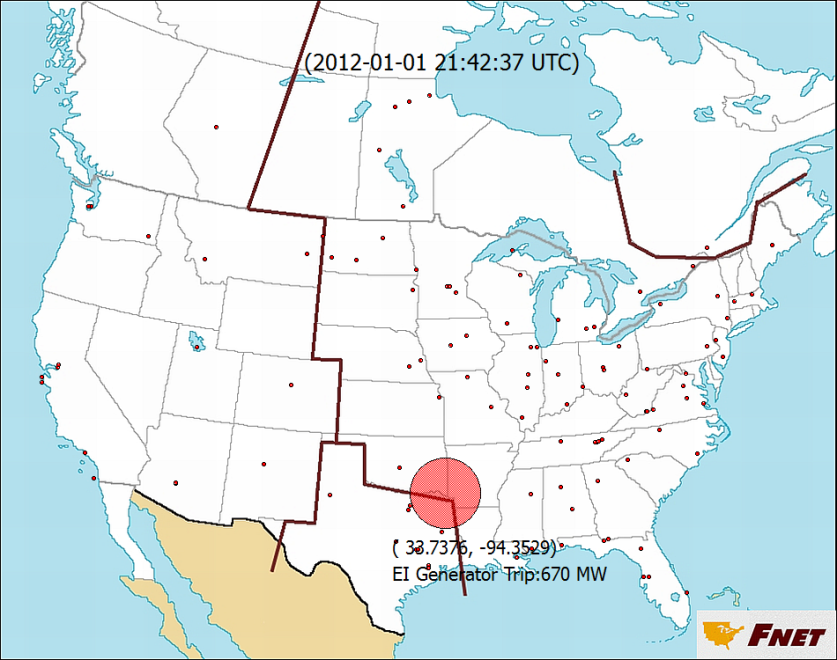 (2012-01-01 21:42:37 UTC)
( 33.7376, -94.3529)
EI Generator Trip:670 MW
FNET